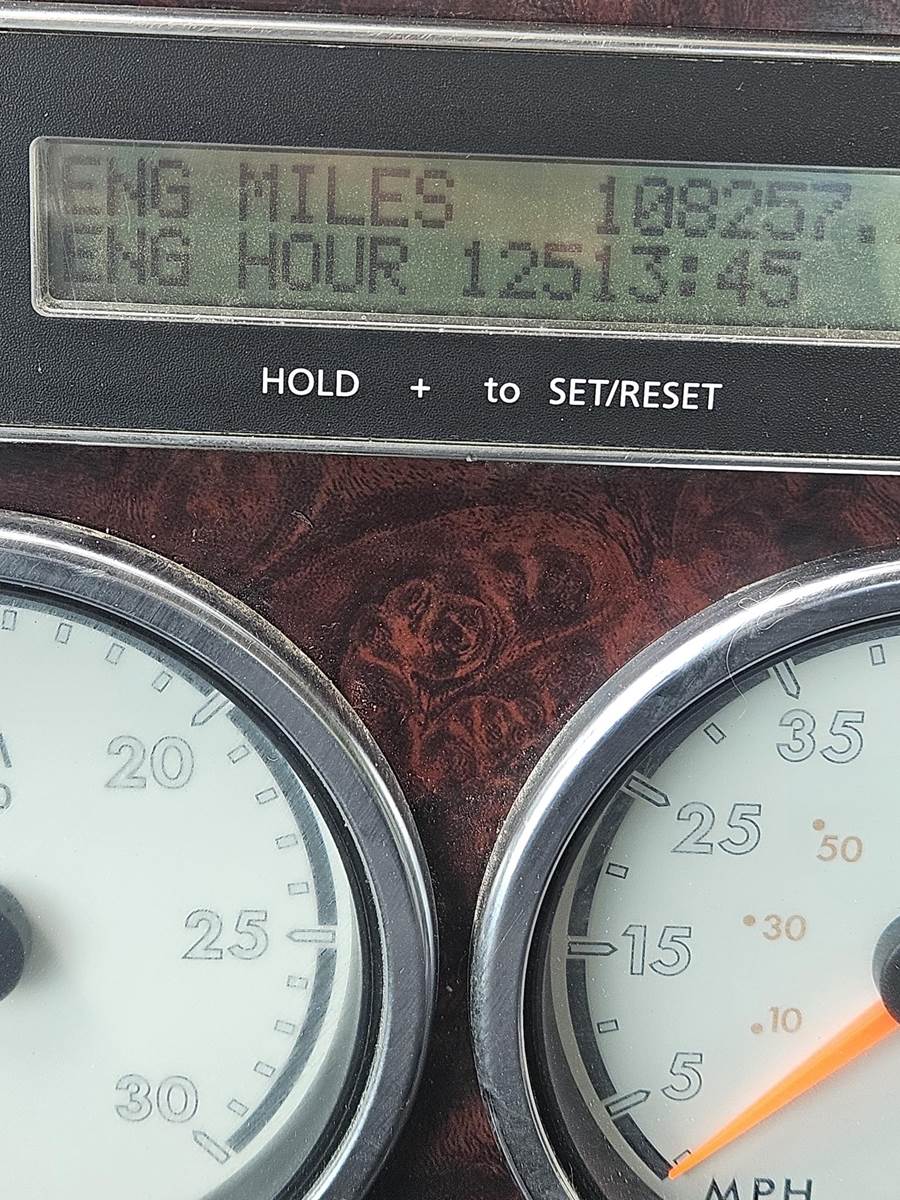 ENG MILES 108257.
ENG HOUR 12513:45
HOLD + to SET/RESET
20
25
30
35
25
50
15
30
10
5
MPH